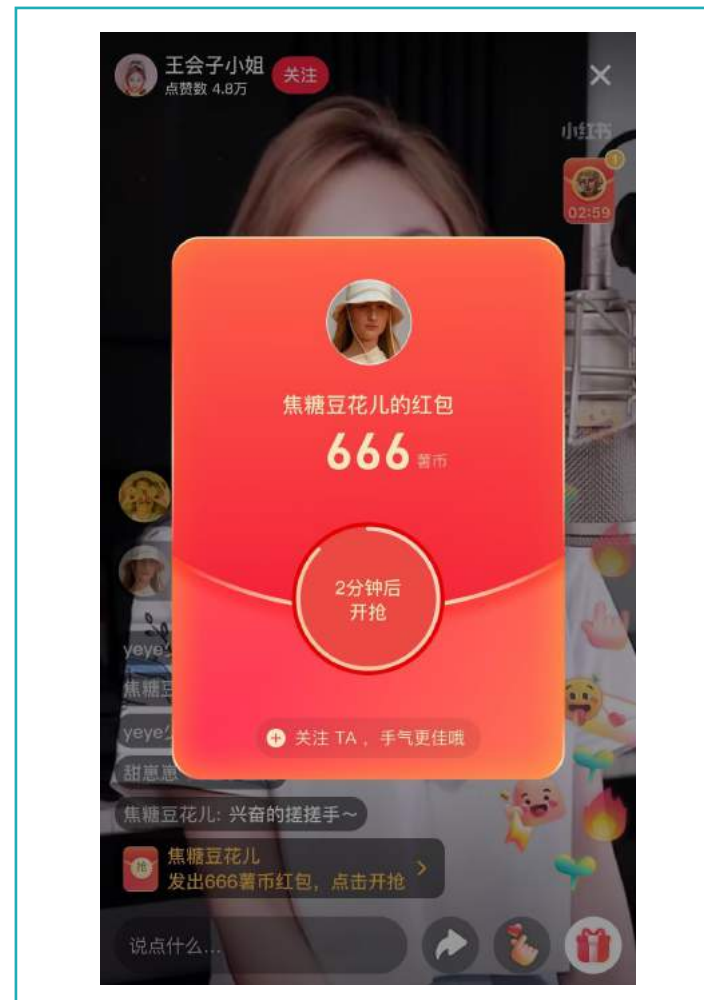 王会子小姐
关注
点赞数 4.8万
小红书
1
02:59
焦糖豆花儿的红包
666 薯币
2分钟后
开抢
yeye
焦糖豆
yeye
关注 TA ，手气更佳哦
甜崽崽
焦糖豆花儿: 兴奋的搓搓手～
抢
焦糖豆花儿
发出666薯币红包，点击开抢
说点什么...